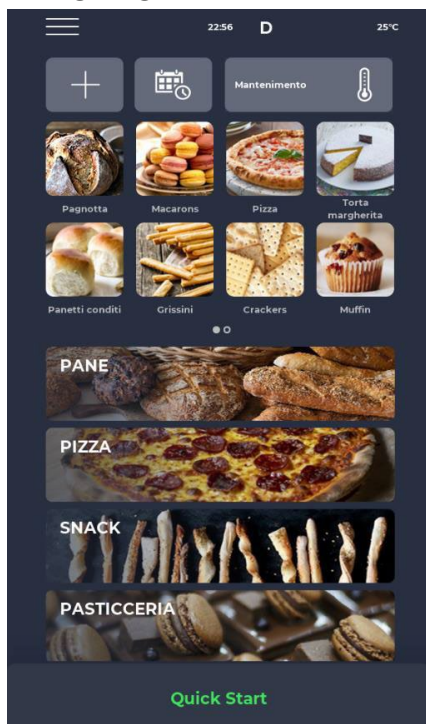 22:56 D 25°C
Mantenimento
Pagnotta Macarons Pizza Torta
margherita
Panetti conditi Grissini Crackers Muffin
PANE
PIZZA
SNACK
PASTICCERIA
Quick Start